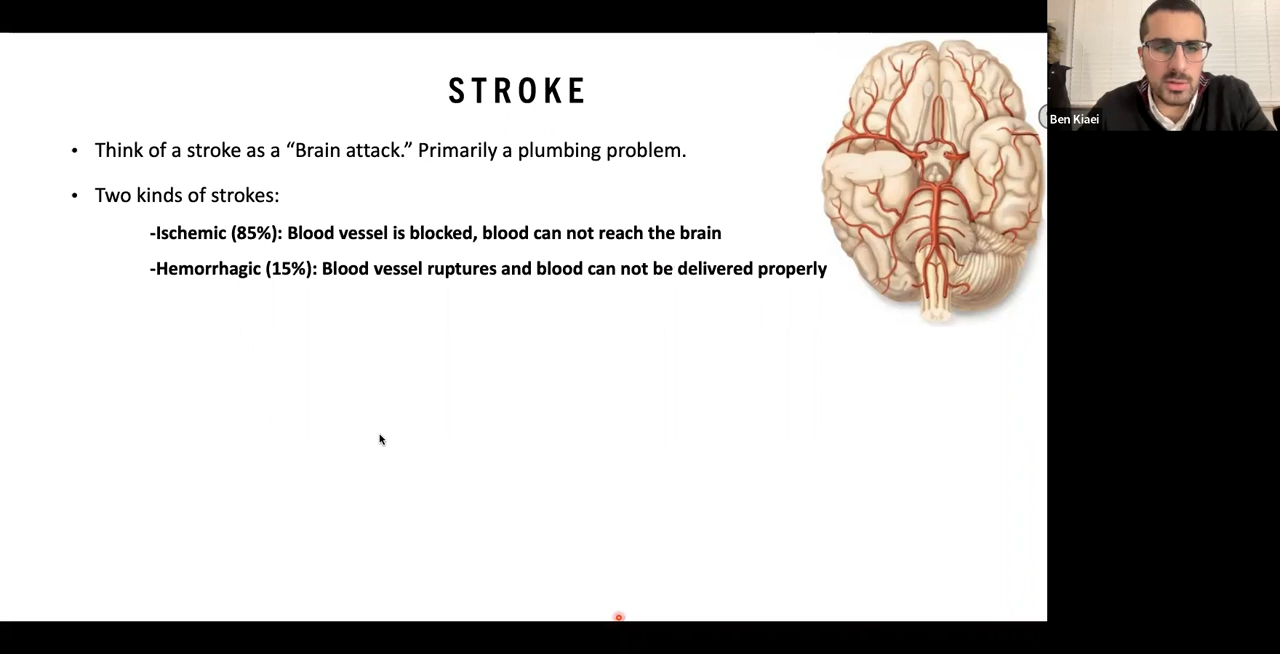 STROKE
• Think of a stroke as a “Brain attack.” Primarily a plumbing problem.
• Two kinds of strokes:
-Ischemic (85%): Blood vessel is blocked, blood can not reach the brain
-Hemorrhagic (15%): Blood vessel ruptures and blood can not be delivered properly
Ben Kiaei